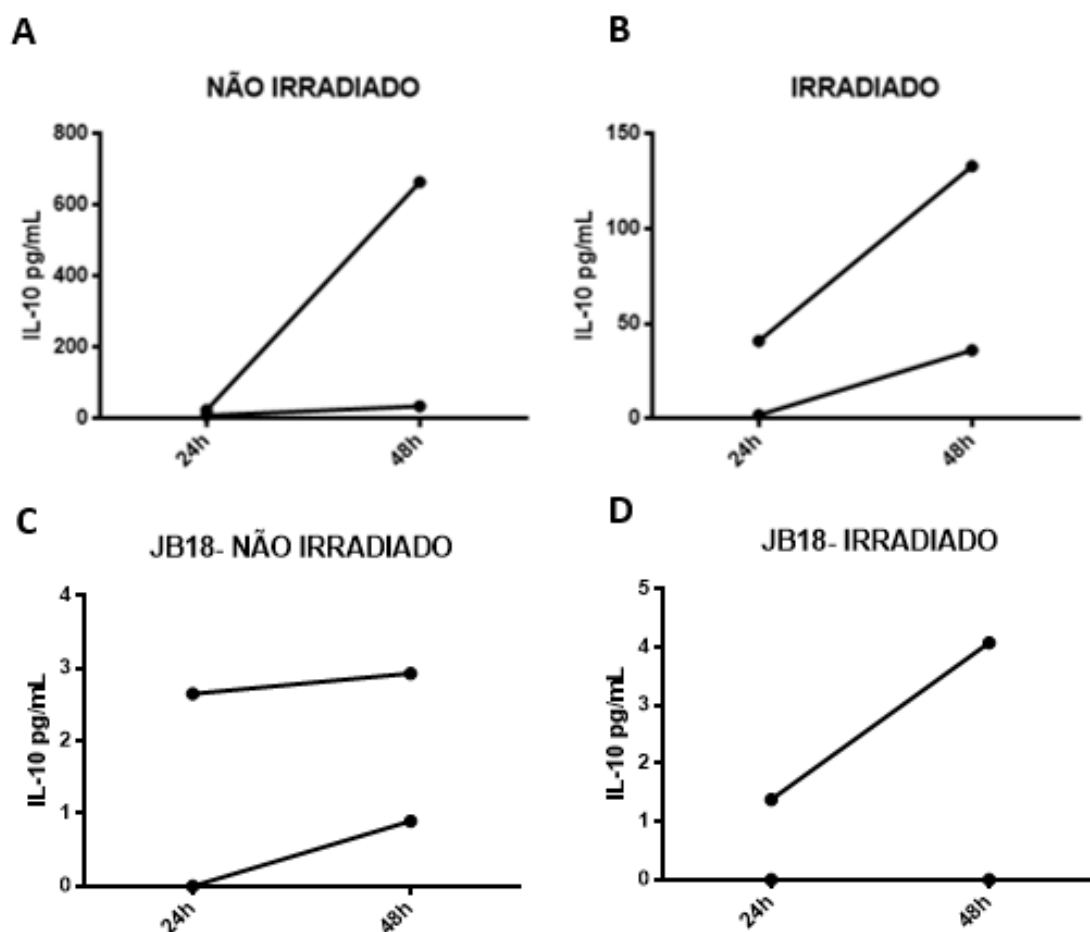 A
NÃO IRRADIADO
800
600
400
200
0
IL-10 pg/mL
24h
48h
B
IRRADIADO
150
100
50
0
IL-10 pg/mL
24h
48h
C
JB18- NÃO IRRADIADO
4
3
2
1
0
IL-10 pg/mL
24h
48h
D
JB18- IRRADIADO
5
4
3
2
1
0
IL-10 pg/mL
24h
48h